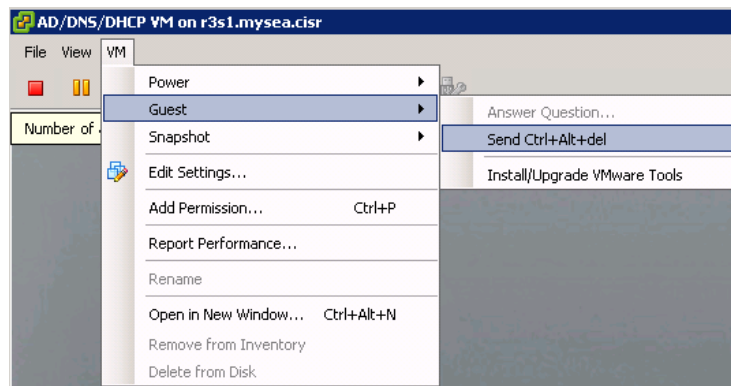 AD/DNS/DHCP VM on r3s1.mysea.cisr
File View VM
Power
Guest
Number of
Snapshot
Edit Settings...
Add Permission... Ctrl+P
Report Performance...
Rename
Open in New Window... Ctrl+Alt+N
Remove from Inventory
Delete from Disk
Answer Question...
Send Ctrl+Alt+del
Install/Upgrade VMware Tools